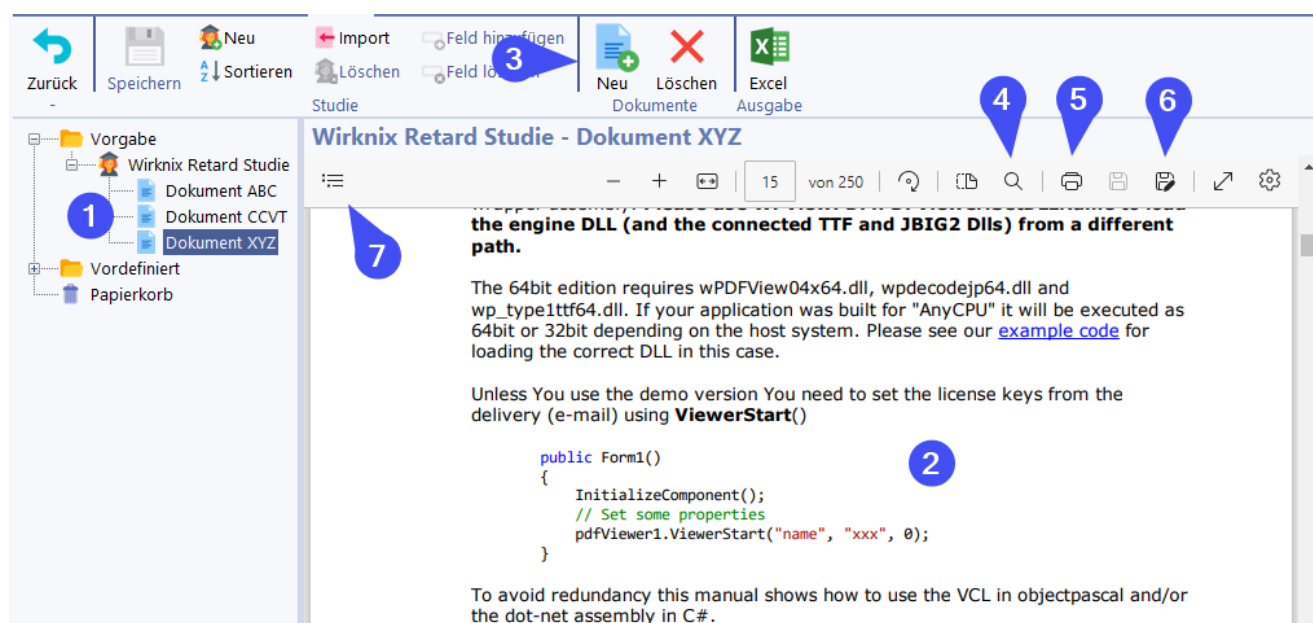 Neu
Import
Feld hinzufügen
3
Zurück
Speichern
Sortieren
Löschen
Feld
Neu
Löschen
Excel
-
Studie
Dokumente
Ausgabe
4
5
6
Vorgabe
Wirknix Retard Studie - Dokument XYZ
Wirknix Retard Studie
Dokument ABC
15
von 250
1
Dokument CCVT
Dokument XYZ
7
Vordefiniert
Papierkorb
the engine DLL (and the connected TTF and JBIG2 Dlls) from a different
path.
The 64bit edition requires wPDFView04x64.dll, wpdecodejp64.dll and
wp_type1ttf64.dll. If your application was built for "AnyCPU" it will be executed as
64bit or 32bit depending on the host system. Please see our example code for
loading the correct DLL in this case.
Unless You use the demo version You need to set the license keys from the
delivery (e-mail) using ViewerStart()
2
public Form1()
{
InitializeComponent();
// Set some properties
pdfViewer1.ViewerStart("name", "xxx", 0);
}
To avoid redundancy this manual shows how to use the VCL in objectpascal and/or
the dot-net assembly in C#.